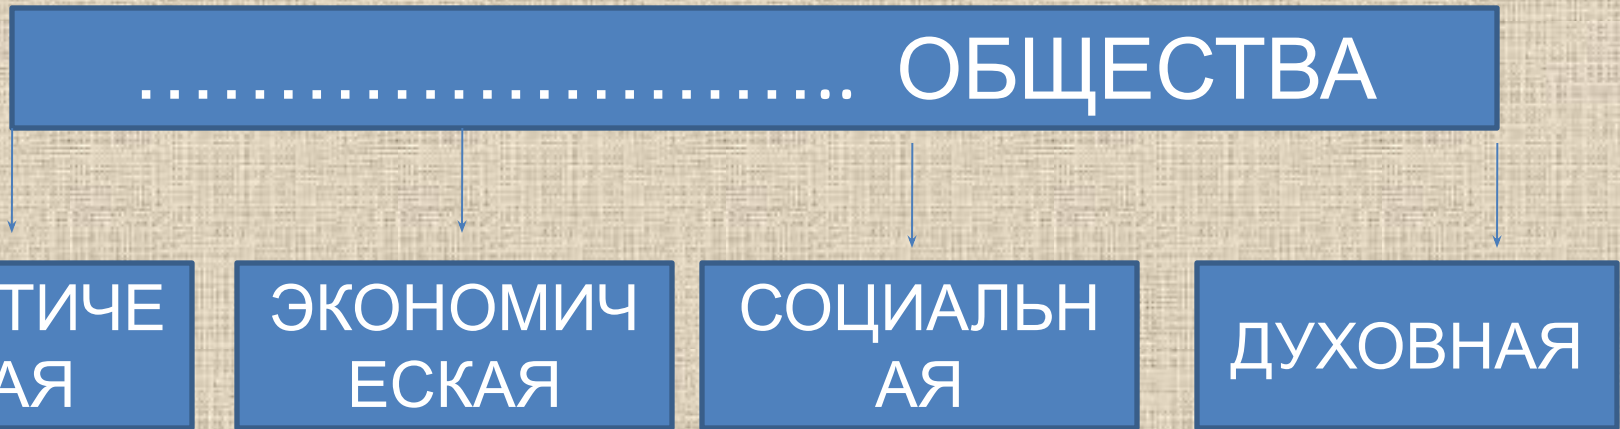 ........................... ОБЩЕСТВА
ТИЧЕ
АЯ
ЭКОНОМИЧ
ЕСКАЯ
СОЦИАЛЬН
АЯ
ДУХОВНАЯ